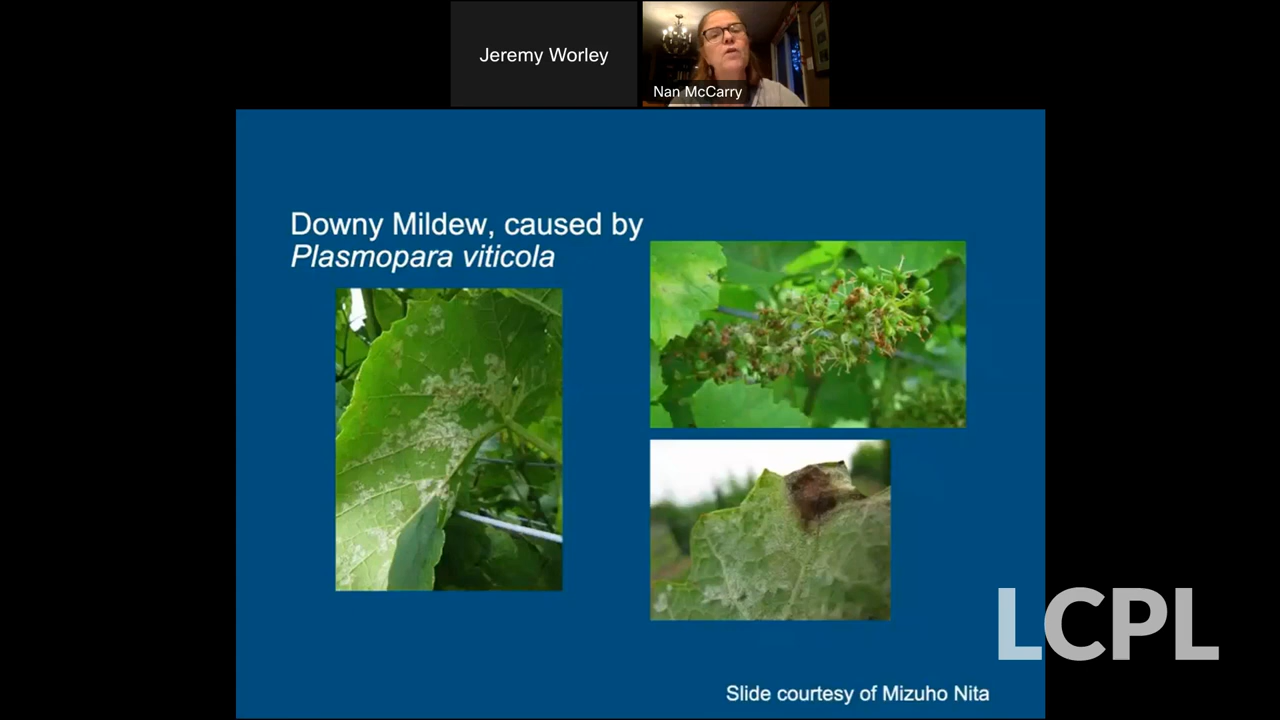 Jeremy Worley
Nan McCarry
Downy Mildew, caused by
Plasmopara viticola
LCPL
Slide courtesy of Mizuho Nita